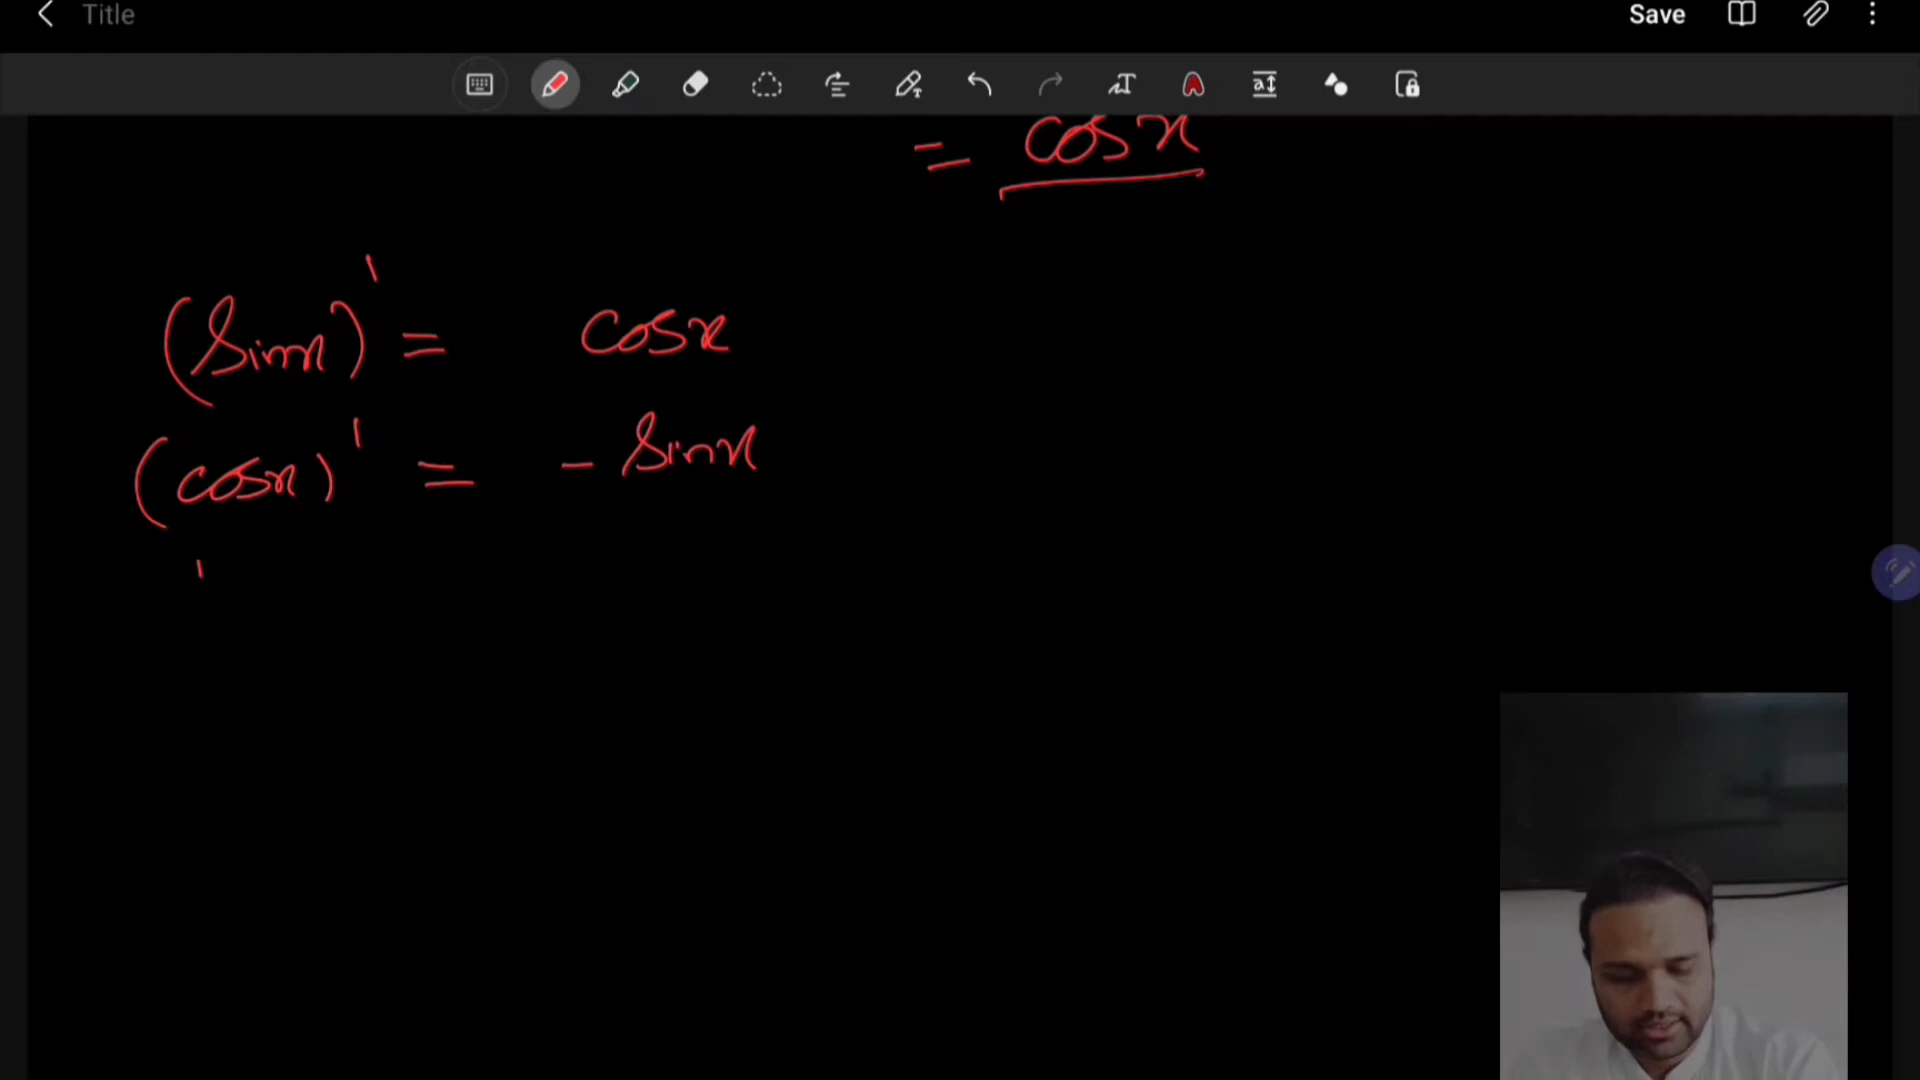 Title Save
= cosx
(sinx)' = cosx
(cosx)' = - sinx